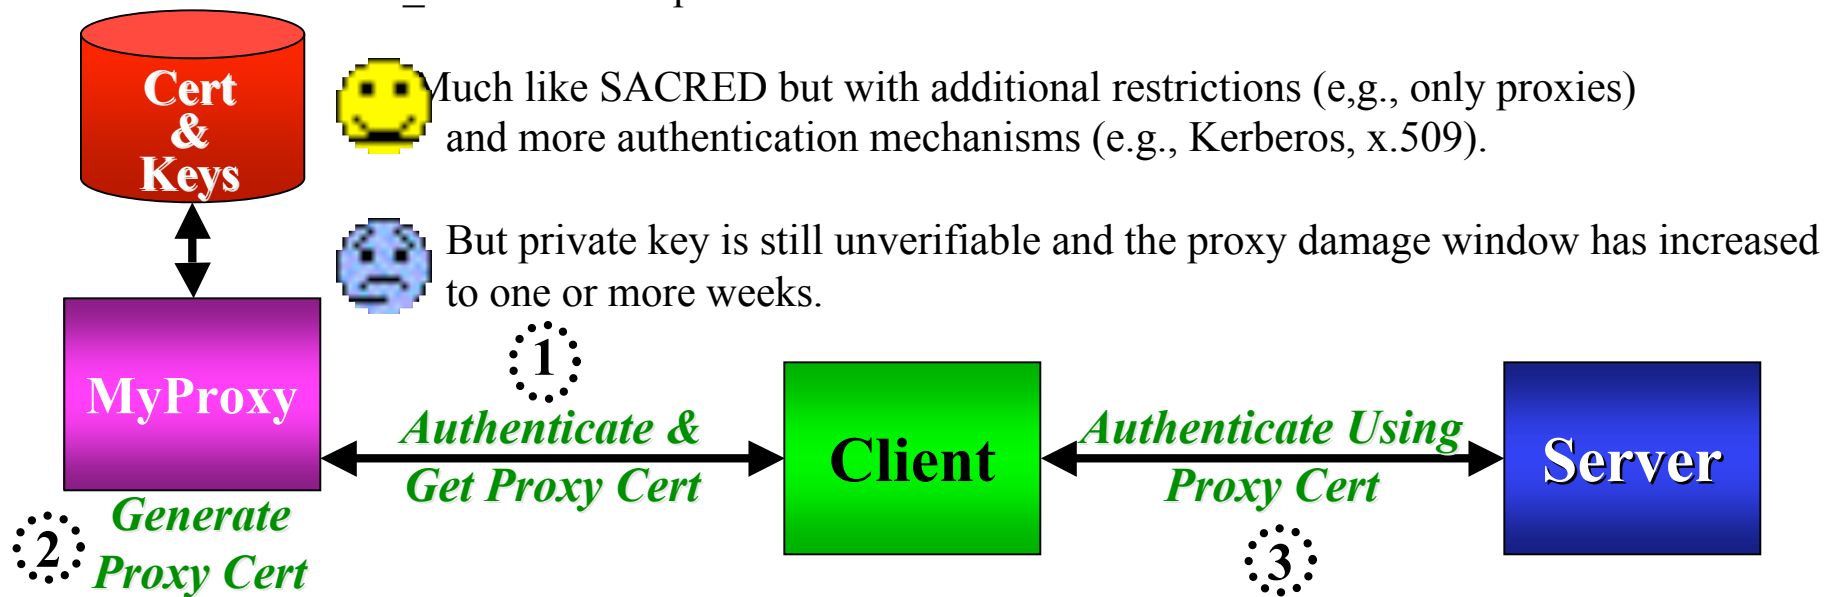 Cert
&
Keys
Much like SACRED but with additional restrictions (e,g., only proxies)
and more authentication mechanisms (e.g., Kerberos, x.509).
But private key is still unverifiable and the proxy damage window has increased
to one or more weeks.
1
MyProxy
Authenticate &
Get Proxy Cert
Client
Authenticate Using
Proxy Cert
Server
2
Generate
Proxy Cert
3